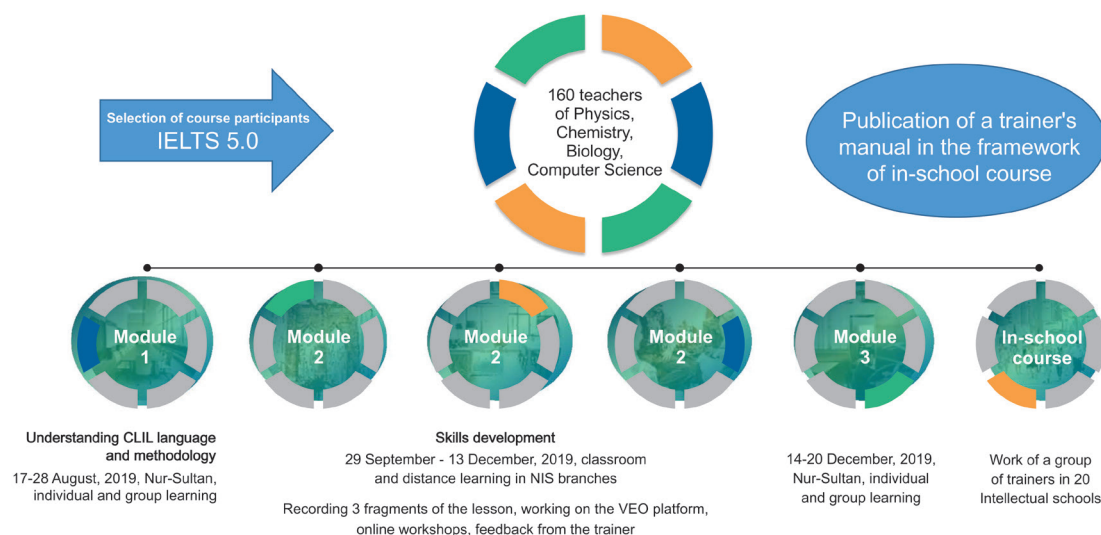 Selection of course participants
IELTS 5.0
160 teachers
of Physics,
Chemistry,
Biology,
Computer Science
Publication of a trainer's
manual in the framework
of in-school course
Module
1
Module
2
Module
2
Module
2
Module
3
In-school
course
Understanding CLIL language
and methodology
17-28 August, 2019, Nur-Sultan,
individual and group learning
Skills development
29 September - 13 December, 2019, classroom
and distance learning in NIS branches
Recording 3 fragments of the lesson, working on the VEO platform,
online workshops, feedback from the trainer
14-20 December, 2019,
Nur-Sultan, individual
and group learning
Work of a group
of trainers in 20
Intellectual schools